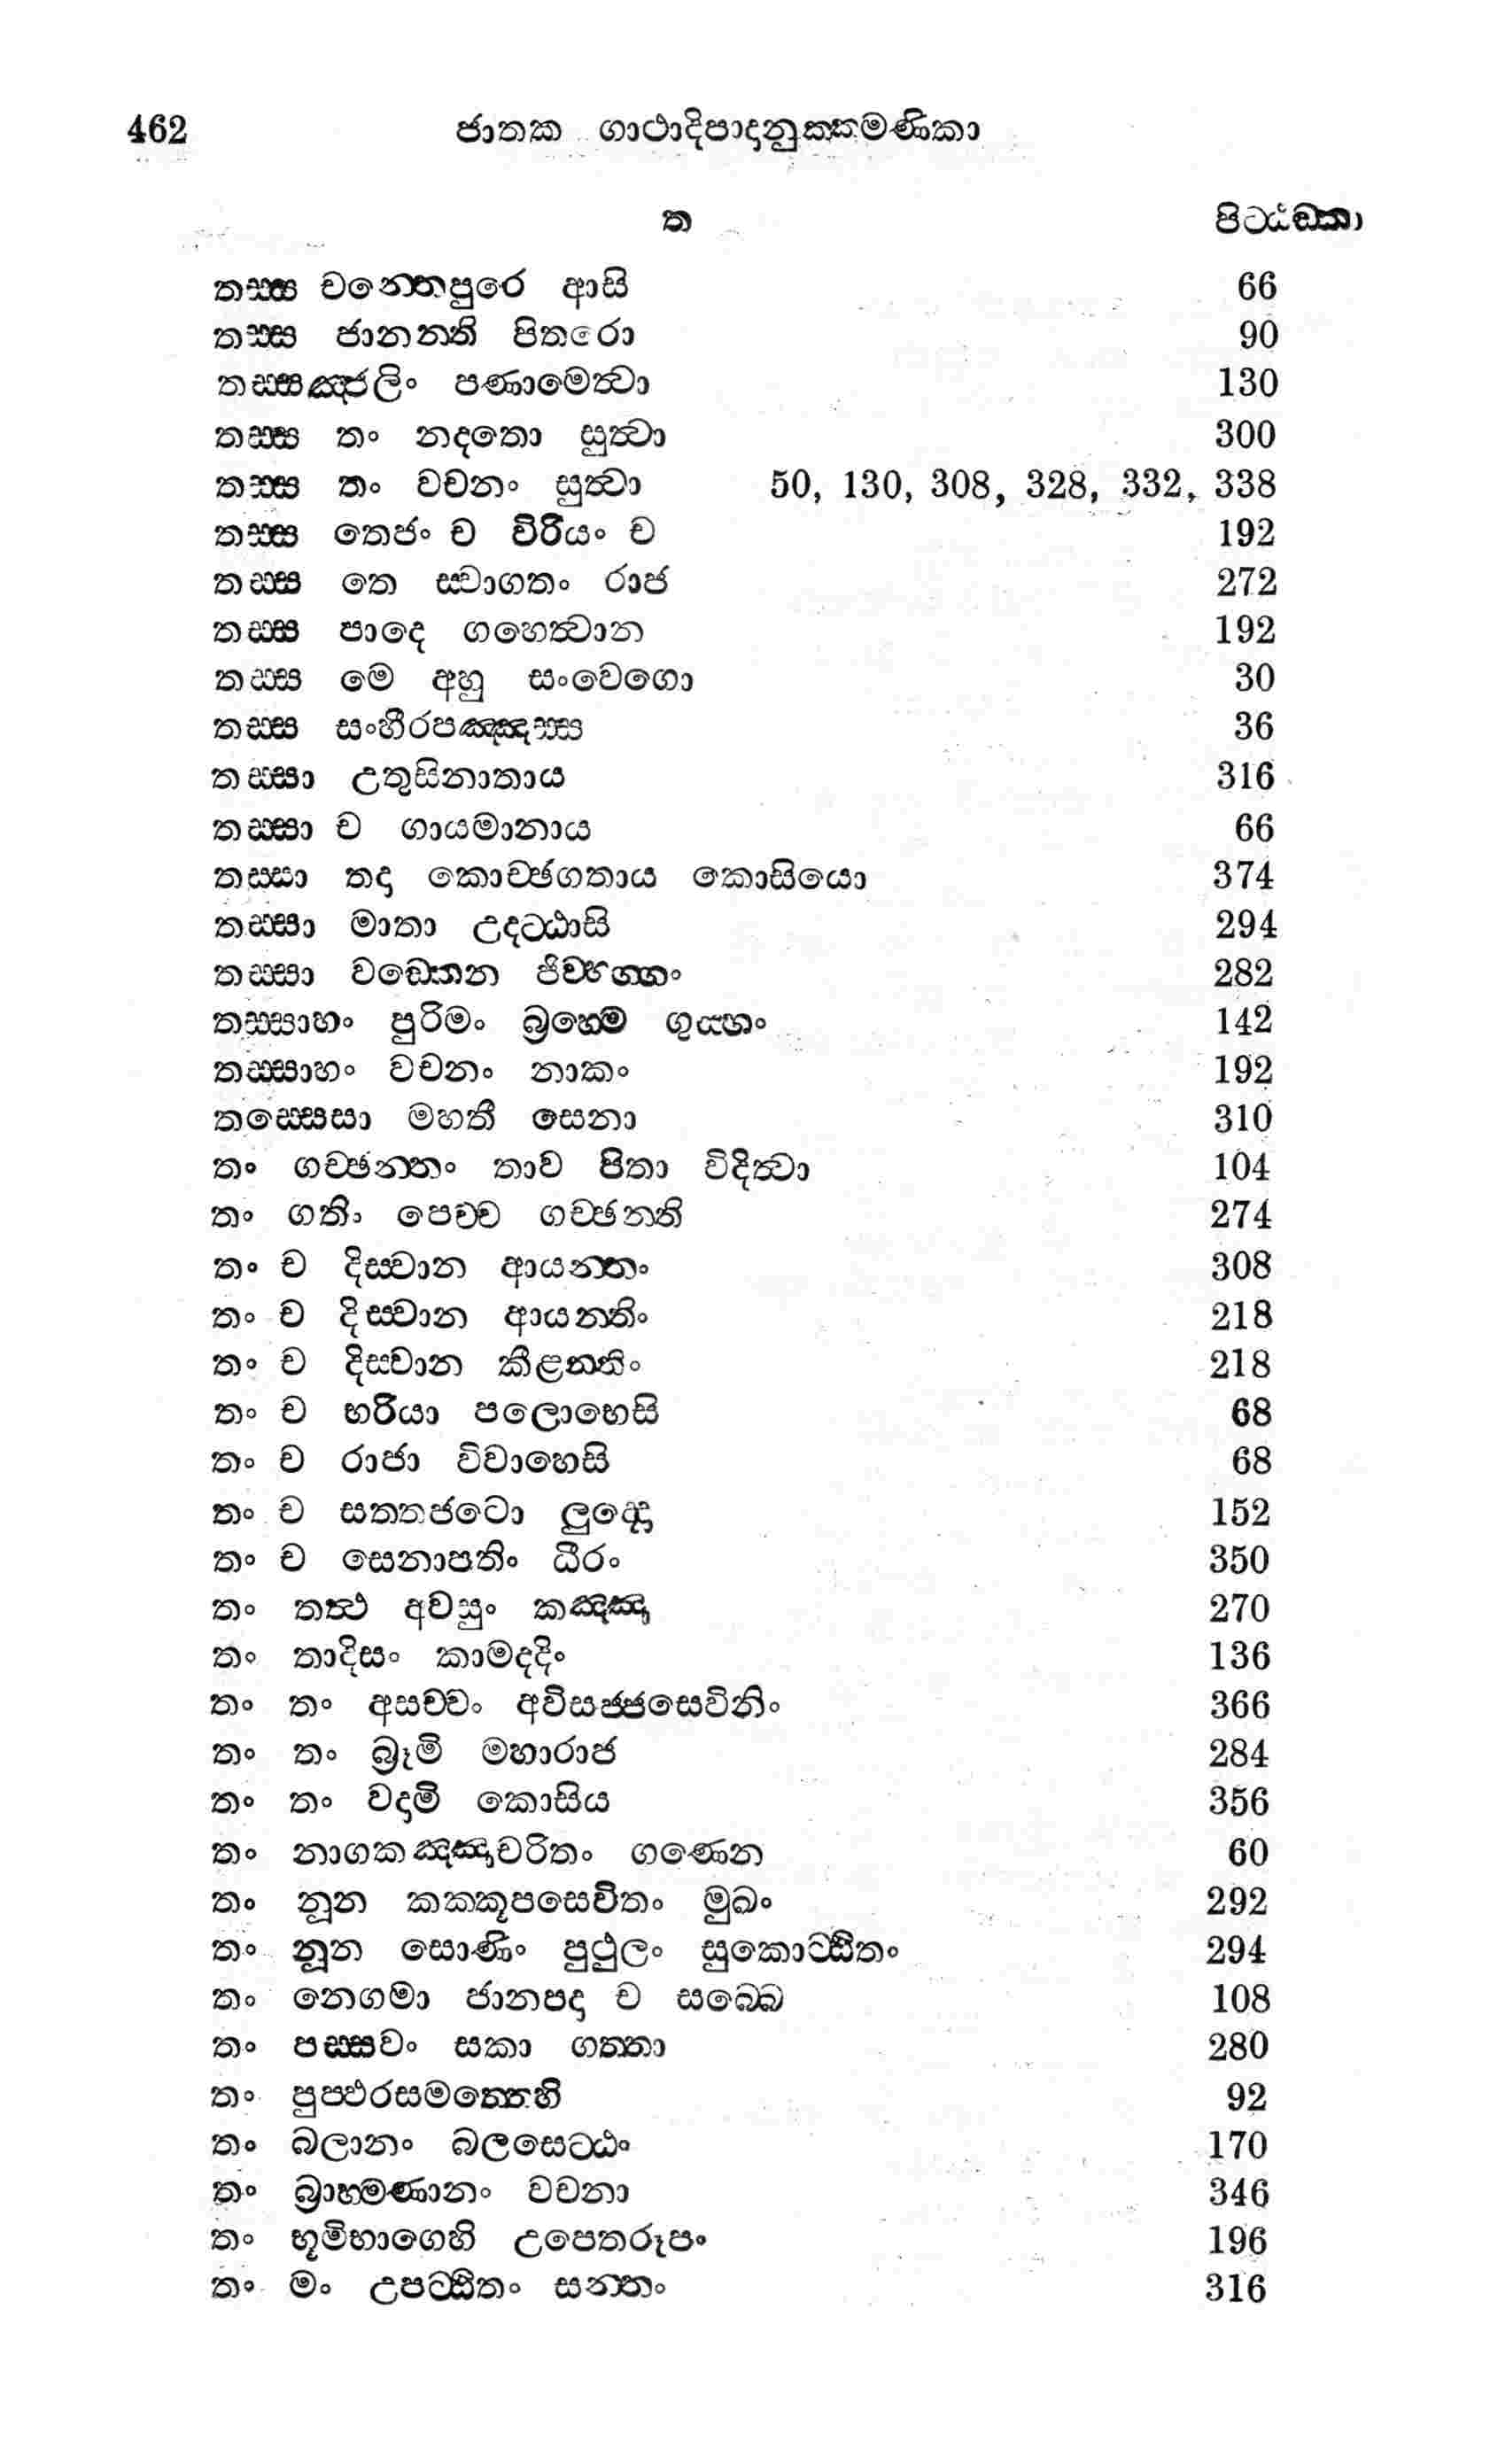 462 ජාතක ගාථාදිපාදානුක්කමණිකා
ත පිටඨඞ්කා
තස්ස චන්තෙපුරෙ ආසි 66
තස්ස ජානන්ති පිතරො 90
තස්සඤ්ජලිං පණාමෙත්වා 130
තස්ස තං නදතො සුත්වා 300
තස්ස තං වචනං සුත්වා 50, 130, 308, 328, 332, 338
තස්ස තෙජං ච විරියං ච 192
තස්ස තෙ ස්වාගතං රාජ 272
තස්ස පාදෙ ගහෙත්වාන 192
තස්ස මෙ අහු සංවෙගො 30
තස්ස සංහීරපඤ්ඤස්ස 36
තස්සා උතුසිනාතාය 316
තස්සා ච ගායමානාය 66
තස්සා තදා කොච්ඡගතාය කොසියො 374
තස්සා මාතා උදට්ඨාසි 294
තස්සා වඩ්ඪෙන ජිව්හග්ගං 282
තස්සාහං පුරිමං බ්‍රහ්මෙ ගුය්හං 142
තස්සාහං වචනං නාකං 192
තස්සෙසා මහතී සෙනා 310
තං ගච්ඡන්තං තාව පිතා විදිත්වා 104
තං ගතිං පෙච්ච ගච්ඡන්ති 274
තං ච දිස්වාන ආයන්තං 308
තං ච දිස්වාන ආයන්තිං 218
තං ච දිස්වාන කීළන්තිං 218
තං ච භරියා පලොභෙසි 68
තං ච රාජා විවාහෙසි 68
තං ච සත්තජටො ලුද්දො 152
තං ච සෙනාපතිං ධීරං 350
තං තත්ථ අවසුං කඤ්ඤා 270
තං තාදිසං කාමදදිං 136
තං තං අසච්චං අවිසජ්ජසෙවිනිං 366
තං තං බ්‍රූමි මහාරාජ 284
තං තං වදාමි කොසිය 356
තං නාගකඤ්ඤාචරිතං ගණෙන 60
තං නූන කක්කූපසෙවිතං මුඛං 292
තං නූන සොණිං පුථුලං සුකොට්ඨිතං 294
තං නෙගමා ජානපදා ච සබ්බෙ 108
තං පස්සවං සකා ගත්තා 280
තං පුප්ඵරසමත්තෙහි 92
තං බලානං බලසෙට්ඨං 170
තං බ්‍රාහ්මණානං වචනා 346
තං භූමිභාගෙහි උපෙතරූපං 196
තං මං උපට්ඨිතං සන්තං 316